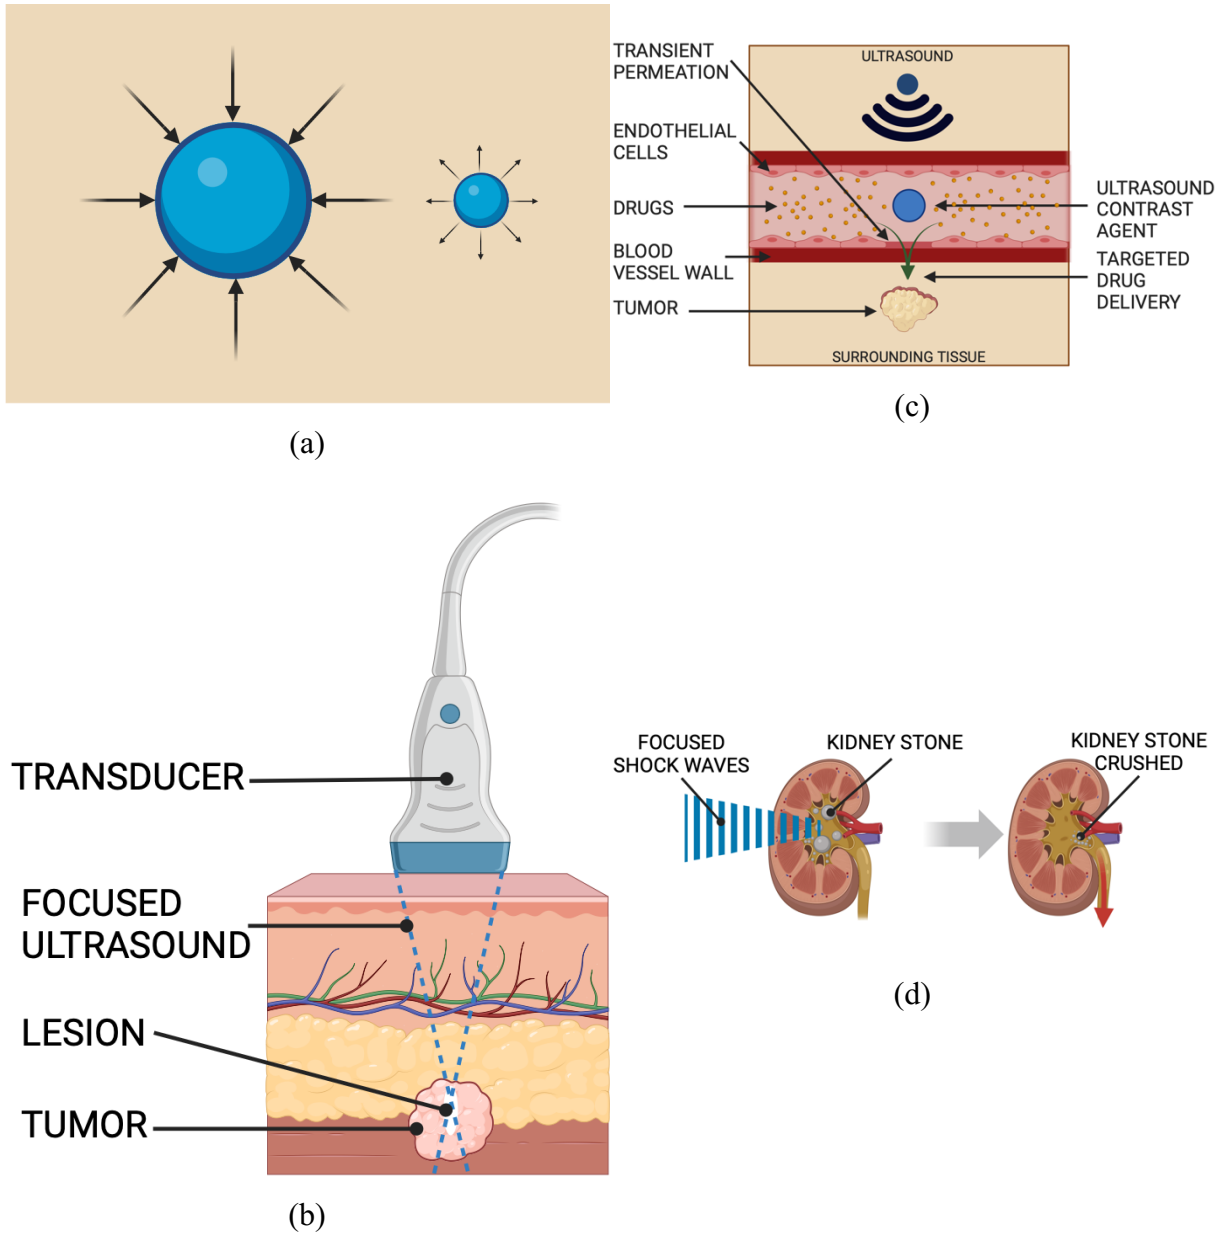 (a)
TRANSIENT
PERMEATION
ENDOTHELIAL
CELLS
DRUGS
BLOOD
VESSEL WALL
TUMOR
ULTRASOUND
SURROUNDING TISSUE
ULTRASOUND
CONTRAST
AGENT
TARGETED
DRUG
DELIVERY
(c)
TRANSDUCER
FOCUSED
ULTRASOUND
LESION
TUMOR
(b)
FOCUSED
SHOCK WAVES
KIDNEY STONE
KIDNEY STONE
CRUSHED
(d)